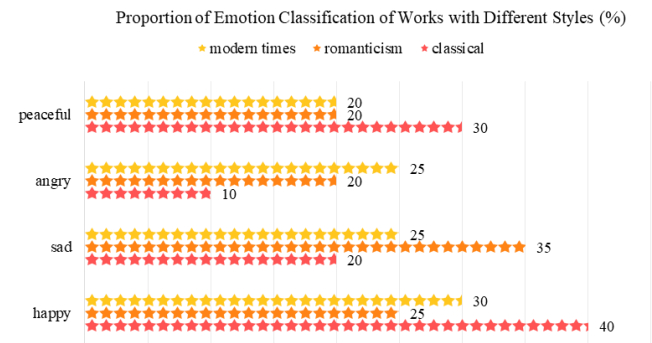 Proportion of Emotion Classification of Works with Different Styles (%)
modern times romanticism classical
peaceful 20
20
30
angry 25
20
10
sad 25
35
20
happy 30
25
40